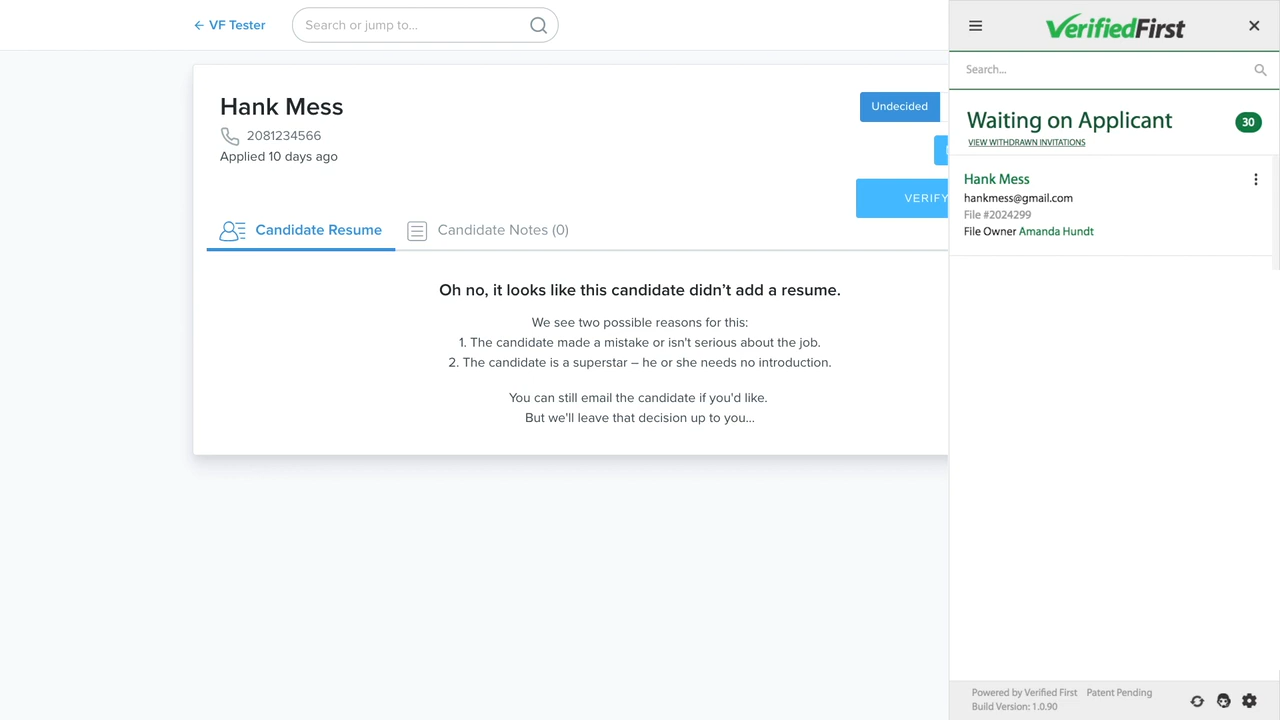 VF Tester
Search or jump to...
Hank Mess
2081234566
Applied 10 days ago
Undecided
VERIFY
Candidate Resume
Candidate Notes (0)
Oh no, it looks like this candidate didn’t add a resume.
We see two possible reasons for this:
1. The candidate made a mistake or isn't serious about the job.
2. The candidate is a superstar – he or she needs no introduction.
You can still email the candidate if you'd like.
But we'll leave that decision up to you...
VerifiedFirst
Search...
Waiting on Applicant
30
VIEW WITHDRAWN INVITATIONS
Hank Mess
hankmess@gmail.com
File #2024299
File Owner Amanda Hundt
Powered by Verified First Patent Pending
Build Version: 1.0.90